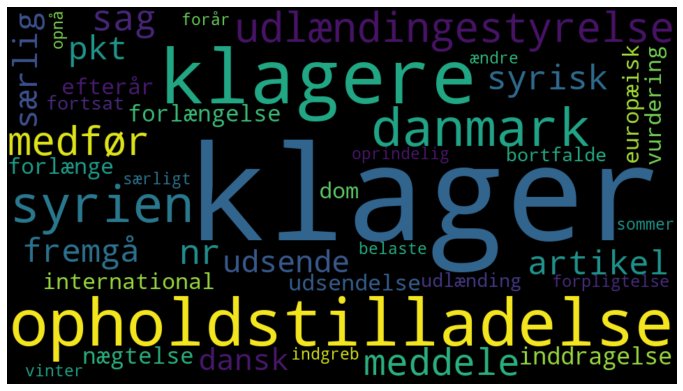 særlig
opnå
sag
forår
udlændingestyrelse
pkt
klagere
ændre
syrisk
europæisk
vurdering
efterår
fortsat
forlængelse
danmark
medfør
oprindelig
bortfalde
forlænge
særligt
klager
dom
syrien
sommer
fremgå
nr
udsende
belaste
artikel
international
udsendelse
udlænding
forpligtelse
opholdstilladelse
nægtelse
dansk
indgreb
meddele
inddragelse
vinter